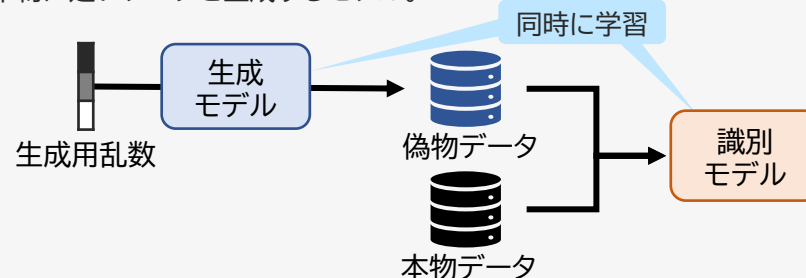 同時に学習
生成
モデル
生成用乱数
偽物データ
識別
モデル
本物データ